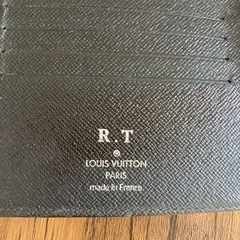 R.T
LOUIS VUITTON
PARIS
made in France